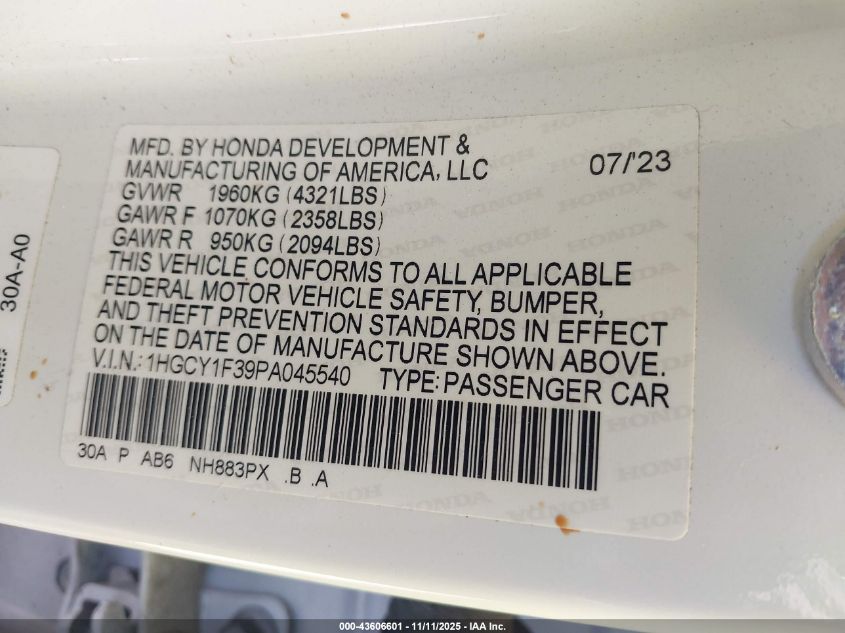 MFD. BY HONDA DEVELOPMENT &
MANUFACTURING OF AMERICA, LLC 07/'23
GVWR 1960KG (4321LBS)
GAWR F 1070KG (2358LBS)
GAWR R 950KG (2094LBS)
THIS VEHICLE CONFORMS TO ALL APPLICABLE
FEDERAL MOTOR VEHICLE SAFETY, BUMPER,
AND THEFT PREVENTION STANDARDS IN EFFECT
ON THE DATE OF MANUFACTURE SHOWN ABOVE.
V.I.N.: 1HGCY1F39PA045540 TYPE: PASSENGER CAR
30A P AB6 NH883PX .B .A
30A-A0
000-43606601 - 11/11/2025 - IAA Inc.